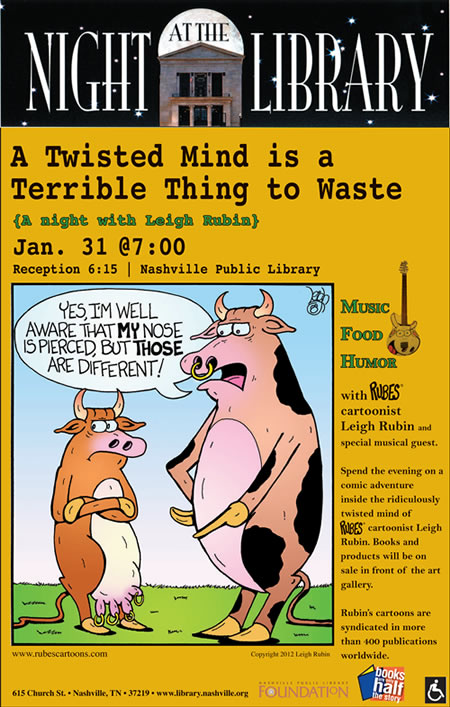 NIGHT AT THE LIBRARY
A Twisted Mind is a
Terrible Thing to Waste
{A night with Leigh Rubin}
Jan. 31 @7:00
Reception 6:15 | Nashville Public Library
YES, I'M WELL
AWARE THAT MY NOSE
IS PIERCED, BUT THOSE
ARE DIFFERENT!
MUSIC
FOOD
HUMOR
with RUBES®
cartoonist
Leigh Rubin and
special musical guest.
Spend the evening on a
comic adventure
inside the ridiculously
twisted mind of
RUBES® cartoonist Leigh
Rubin. Books and
products will be on
sale in front of the art
gallery.
Rubin's cartoons are
syndicated in more
than 400 publications
worldwide.
www.rubescartoons.com
Copyright 2012 Leigh Rubin
615 Church St. • Nashville, TN • 37219 • www.library.nashville.org
NASHVILLE PUBLIC LIBRARY
FOUNDATION
books
are only
half
the story